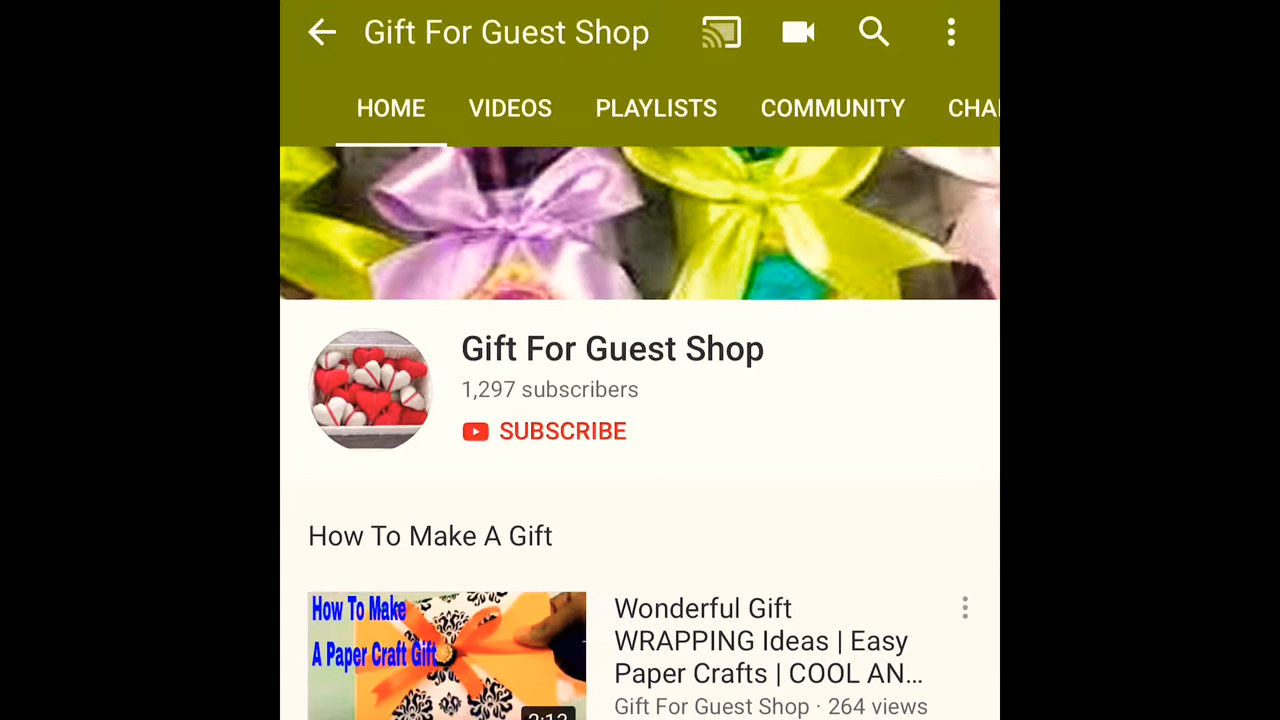 Gift For Guest Shop
HOME VIDEOS PLAYLISTS COMMUNITY
Gift For Guest Shop
1,297 subscribers
SUBSCRIBE
How To Make A Gift
How To Make
A Paper Craft Gift
Wonderful Gift
WRAPPING Ideas | Easy
Paper Crafts | COOL AN...
Gift For Guest Shop · 264 views